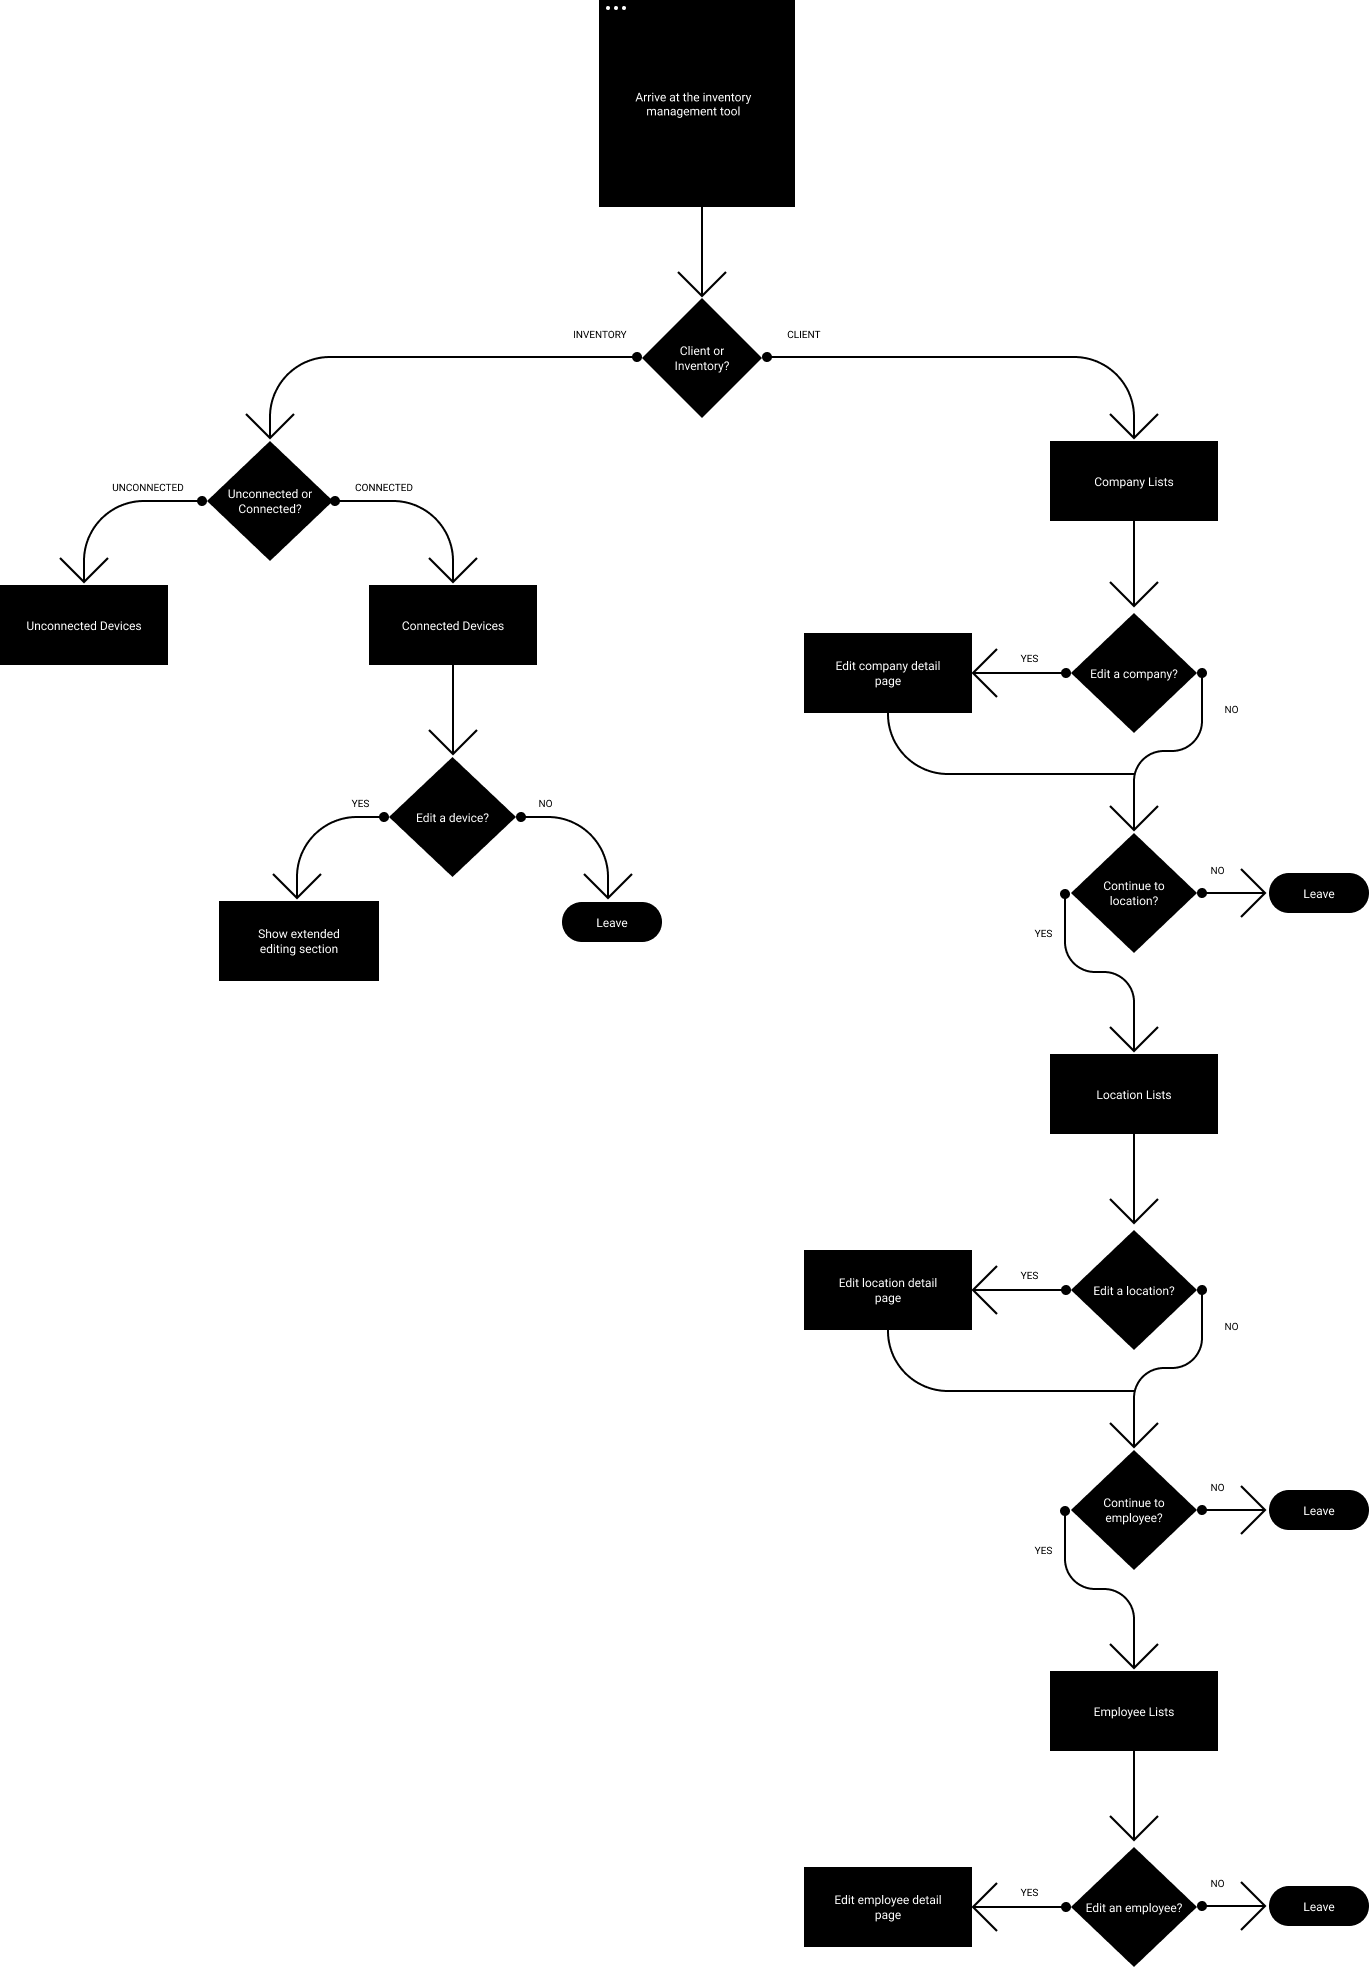 Arrive at the inventory
management tool
INVENTORY
CLIENT
Client or
Inventory?
UNCONNECTED
CONNECTED
Unconnected or
Connected?
Company Lists
Unconnected Devices
Connected Devices
Edit company detail
page
YES
Edit a company?
NO
YES
Edit a device?
NO
Continue to
location?
NO
Leave
YES
Show extended
editing section
Leave
Location Lists
Edit location detail
page
YES
Edit a location?
NO
Continue to
employee?
NO
Leave
YES
Employee Lists
Edit employee detail
page
YES
Edit an employee?
NO
Leave